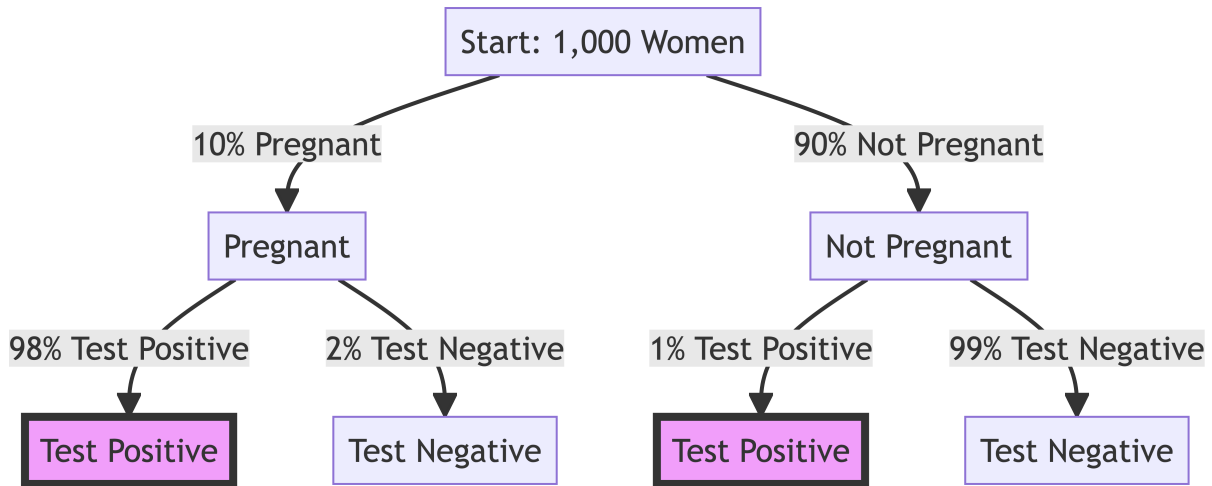 Start: 1,000 Women
10% Pregnant
90% Not Pregnant
Pregnant
Not Pregnant
98% Test Positive
2% Test Negative
1% Test Positive
99% Test Negative
Test Positive
Test Negative
Test Positive
Test Negative